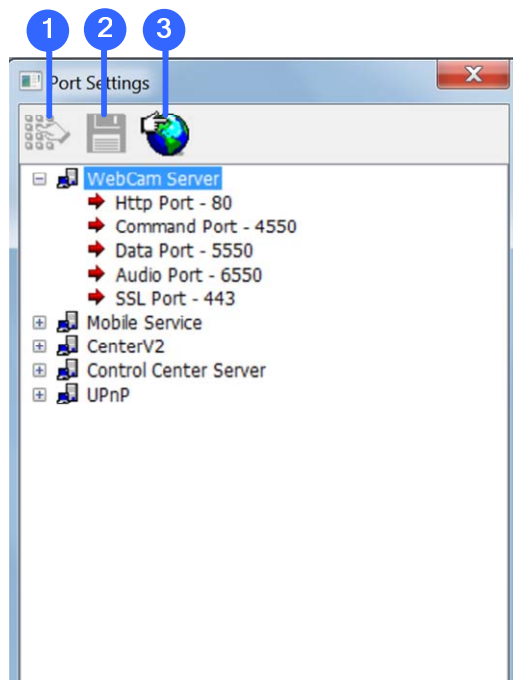 1 2 3
Port Settings
WebCam Server
Http Port - 80
Command Port - 4550
Data Port - 5550
Audio Port - 6550
SSL Port - 443
Mobile Service
CenterV2
Control Center Server
UPnP